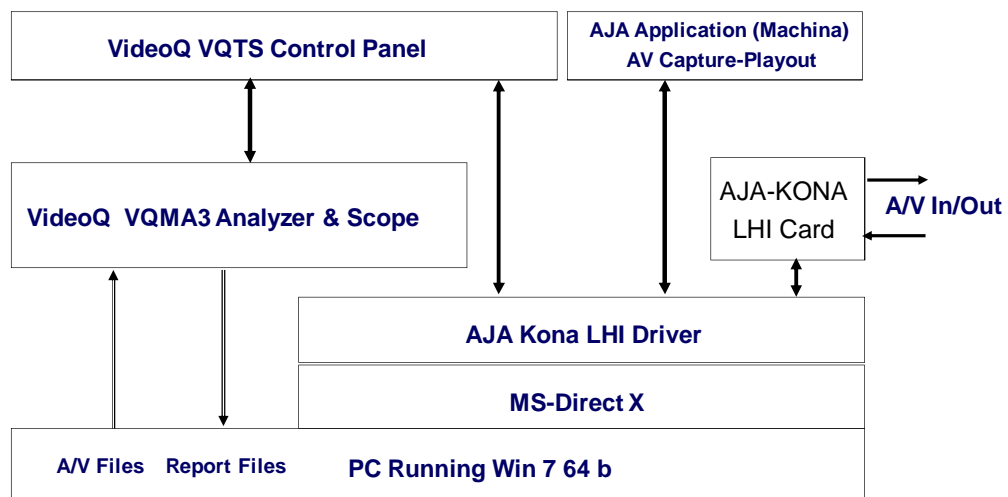 VideoQ VQTS Control Panel
AJA Application (Machina)
AV Capture-Playout
VideoQ VQMA3 Analyzer & Scope
AJA-KONA
LHI Card
A/V In/Out
AJA Kona LHI Driver
MS-Direct X
A/V Files Report Files PC Running Win 7 64 b